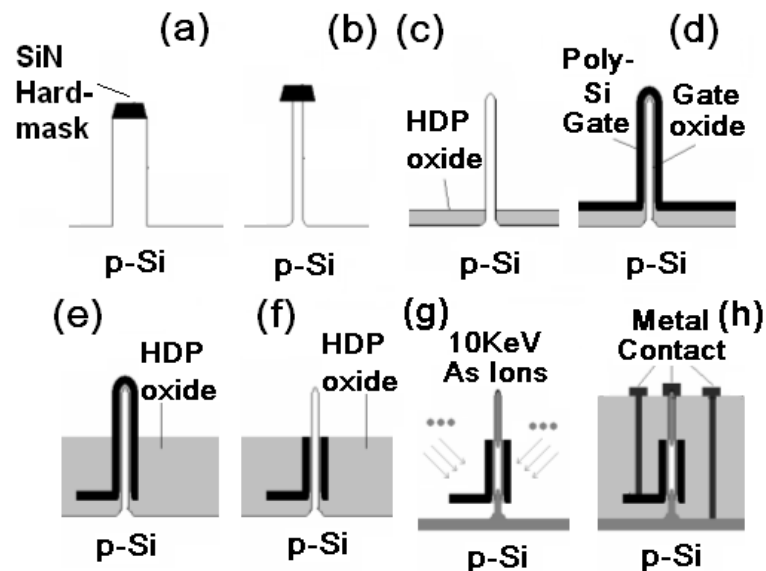 (a)
SiN
Hard-
mask
p-Si
(b)
(c)
HDP
oxide
p-Si
(d)
Poly-
Si
Gate
Gate
oxide
p-Si
(e)
HDP
oxide
p-Si
(f)
HDP
oxide
p-Si
(g)
10KeV
As Ions
p-Si
(h)
Metal
Contact
p-Si